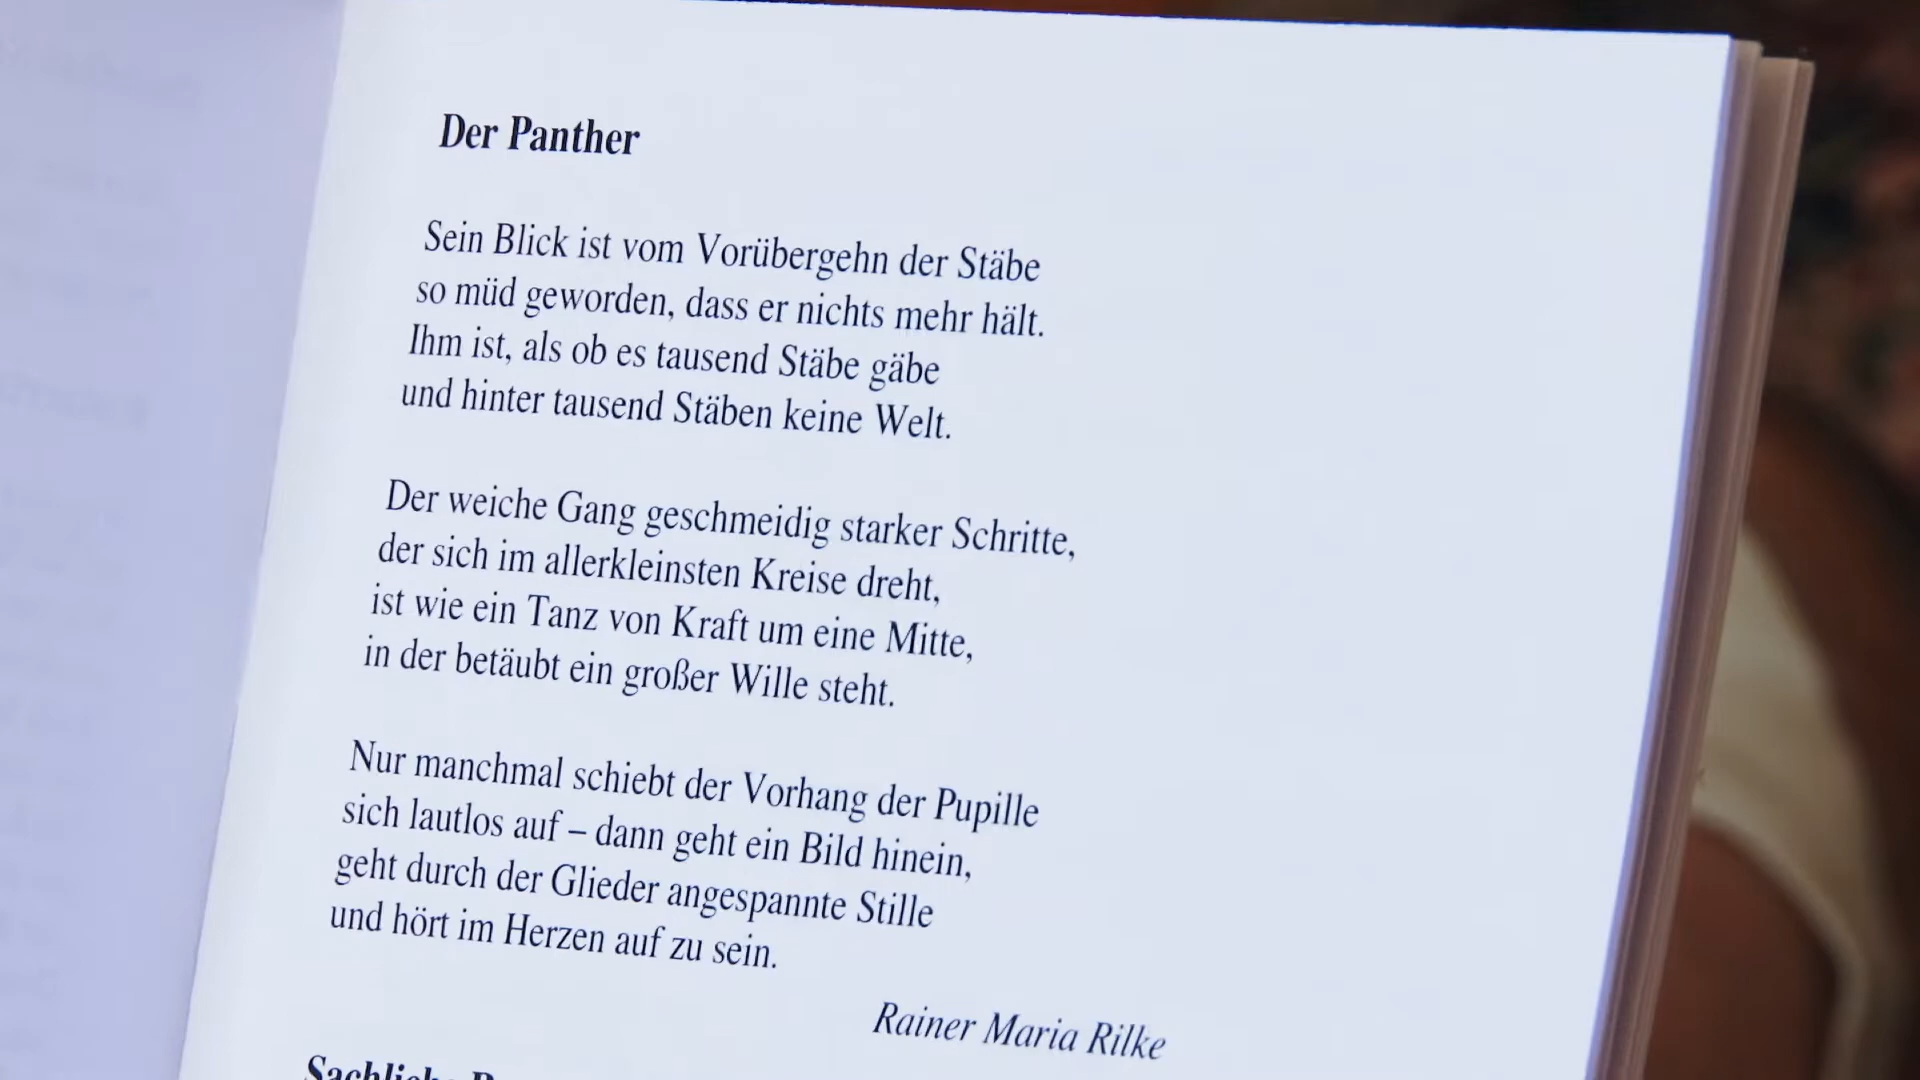 Der Panther
Sein Blick ist vom Vorübergehn der Stäbe
so müd geworden, dass er nichts mehr hält.
Ihm ist, als ob es tausend Stäbe gäbe
und hinter tausend Stäben keine Welt.
Der weiche Gang geschmeidig starker Schritte,
der sich im allerkleinsten Kreise dreht,
ist wie ein Tanz von Kraft um eine Mitte,
in der betäubt ein großer Wille steht.
Nur manchmal schiebt der Vorhang der Pupille
sich lautlos auf – dann geht ein Bild hinein,
geht durch der Glieder angespannte Stille
und hört im Herzen auf zu sein.
Rainer Maria Rilke